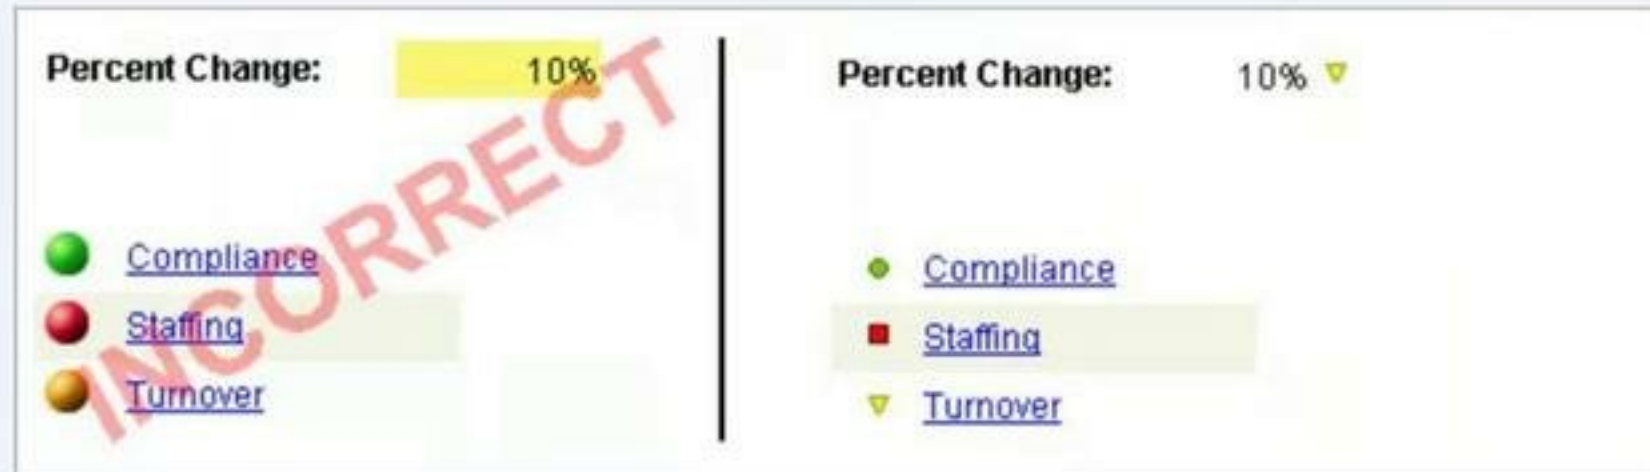 Percent Change: 10%
Compliance
Staffing
Turnover
INCORRECT
Percent Change: 10%
Compliance
Staffing
Turnover